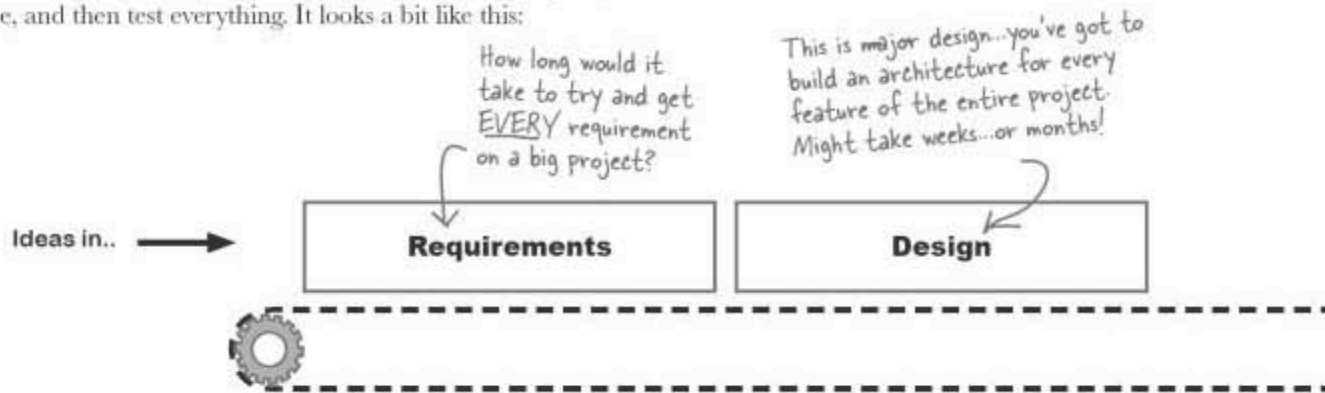 e, and then test everything. It looks a bit like this:
How long would it
take to try and get
EVERY requirement
on a big project?
This is major design...you've got to
build an architecture for every
feature of the entire project.
Might take weeks...or months!
Ideas in..
Requirements
Design